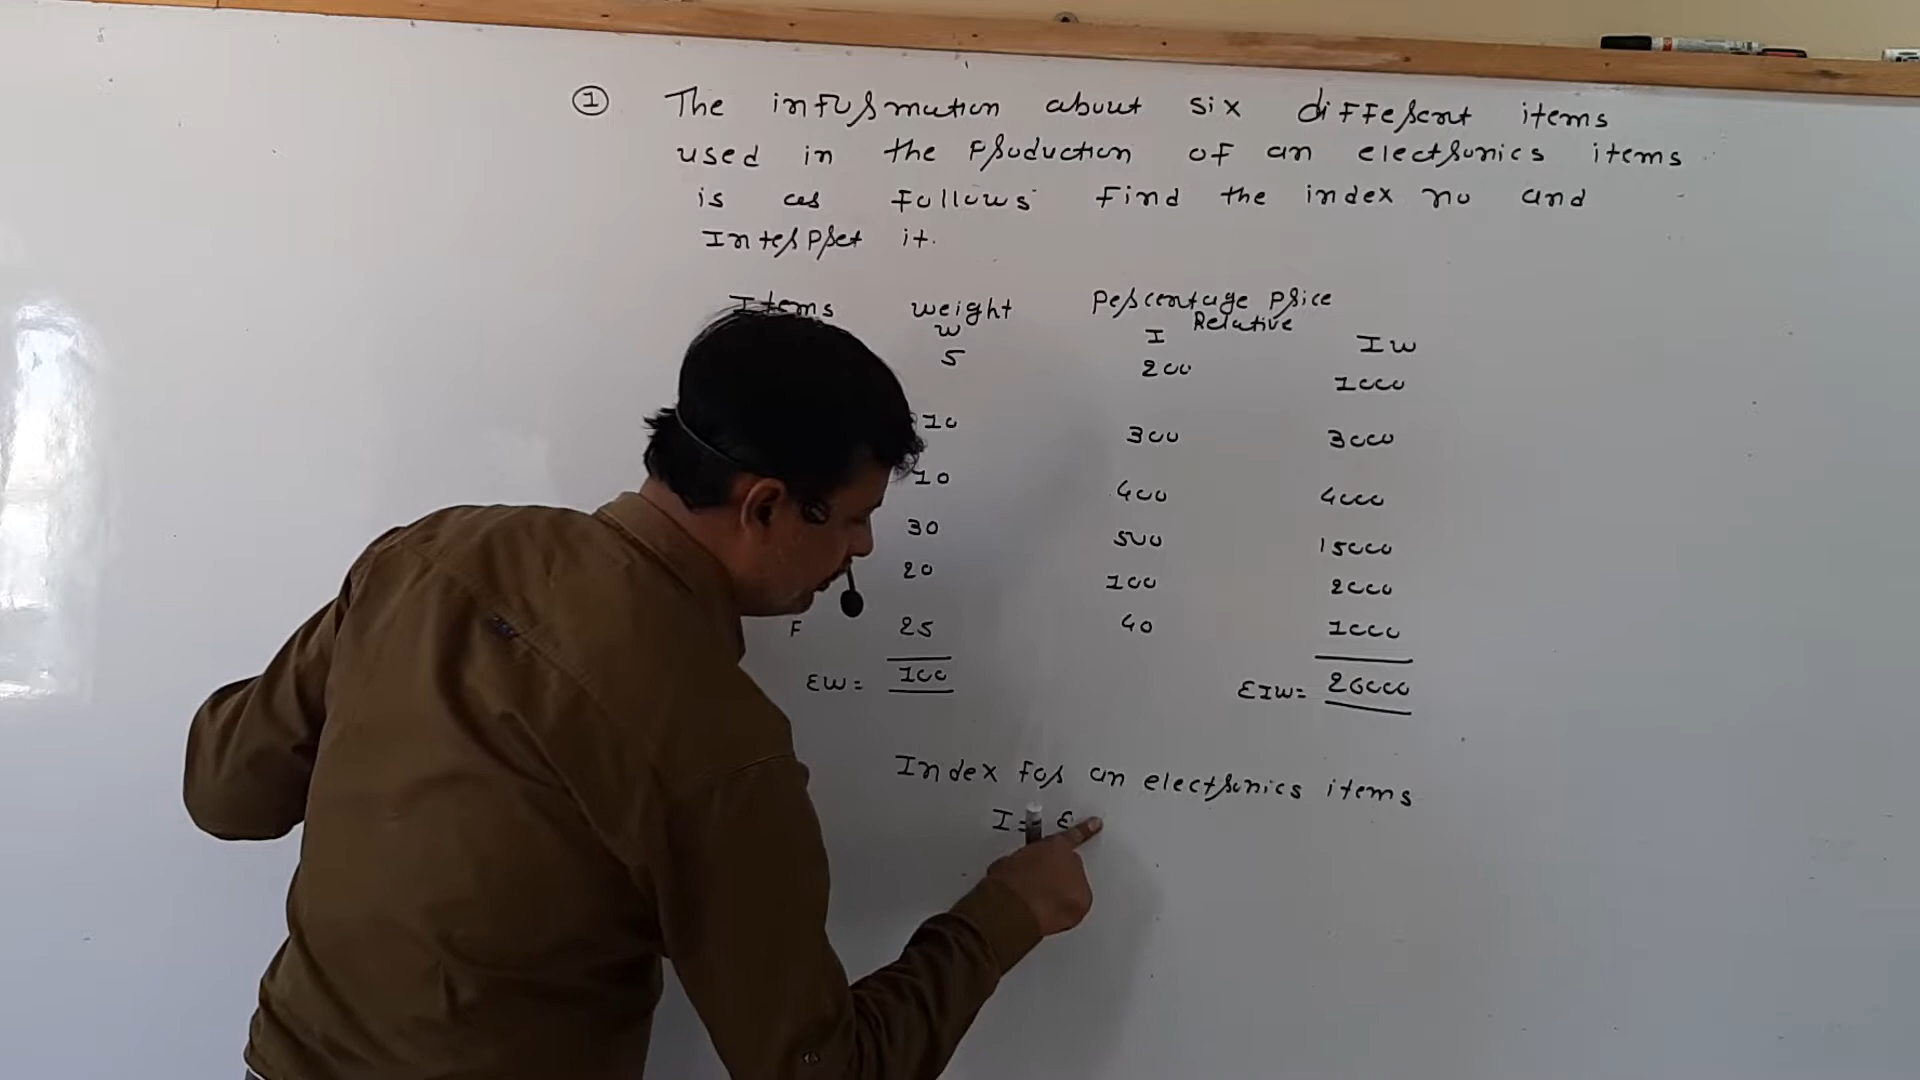 ① The information about six different items
used in the production of an electronics items
is as follows Find the index no and
Interpret it.
Items weight Percentage price Relative
W I IW
5 200 1000
10 300 3000
10 400 4000
30 500 15000
20 100 2000
F 25 40 1000
ΣW = 100 ΣIW = 26000
Index for an electronics items
I = Σ